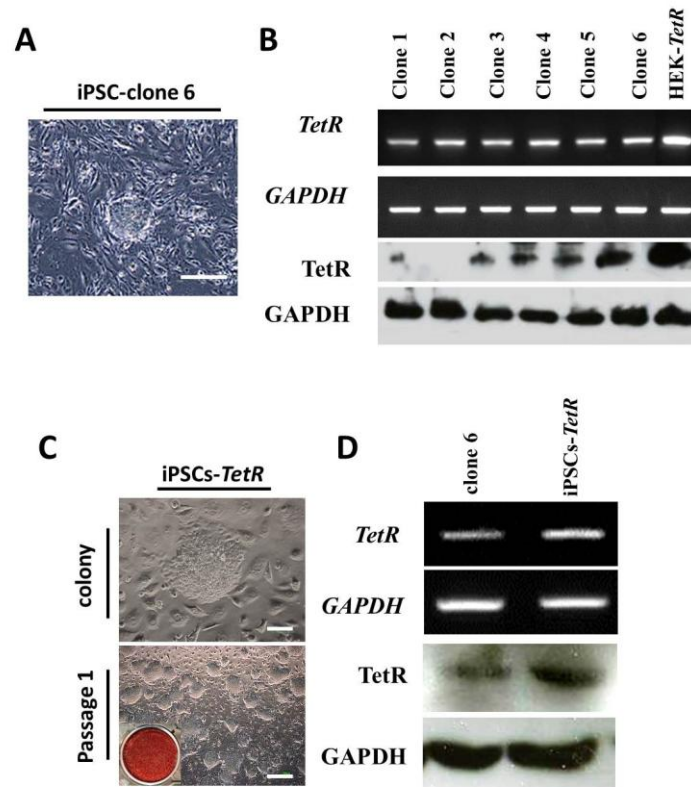 A
iPSC-clone 6
B
Clone 1
Clone 2
Clone 3
Clone 4
Clone 5
Clone 6
HEK-TetR
TetR
GAPDH
TetR
GAPDH
C
iPSCs-TetR
colony
Passage 1
D
clone 6
iPSCs-TetR
TetR
GAPDH
TetR
GAPDH